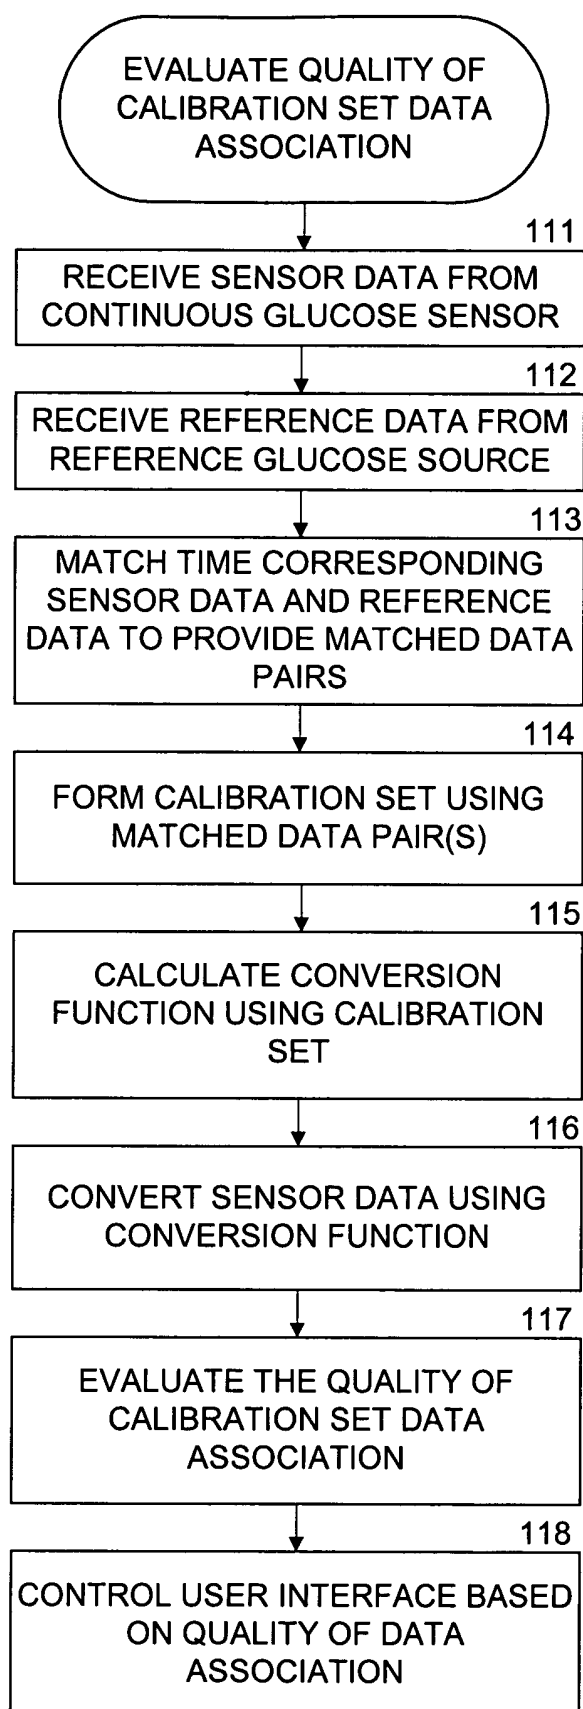 EVALUATE QUALITY OF
CALIBRATION SET DATA
ASSOCIATION
111
RECEIVE SENSOR DATA FROM
CONTINUOUS GLUCOSE SENSOR
112
RECEIVE REFERENCE DATA FROM
REFERENCE GLUCOSE SOURCE
113
MATCH TIME CORRESPONDING
SENSOR DATA AND REFERENCE
DATA TO PROVIDE MATCHED DATA
PAIRS
114
FORM CALIBRATION SET USING
MATCHED DATA PAIR(S)
115
CALCULATE CONVERSION
FUNCTION USING CALIBRATION
SET
116
CONVERT SENSOR DATA USING
CONVERSION FUNCTION
117
EVALUATE THE QUALITY OF
CALIBRATION SET DATA
ASSOCIATION
118
CONTROL USER INTERFACE BASED
ON QUALITY OF DATA
ASSOCIATION